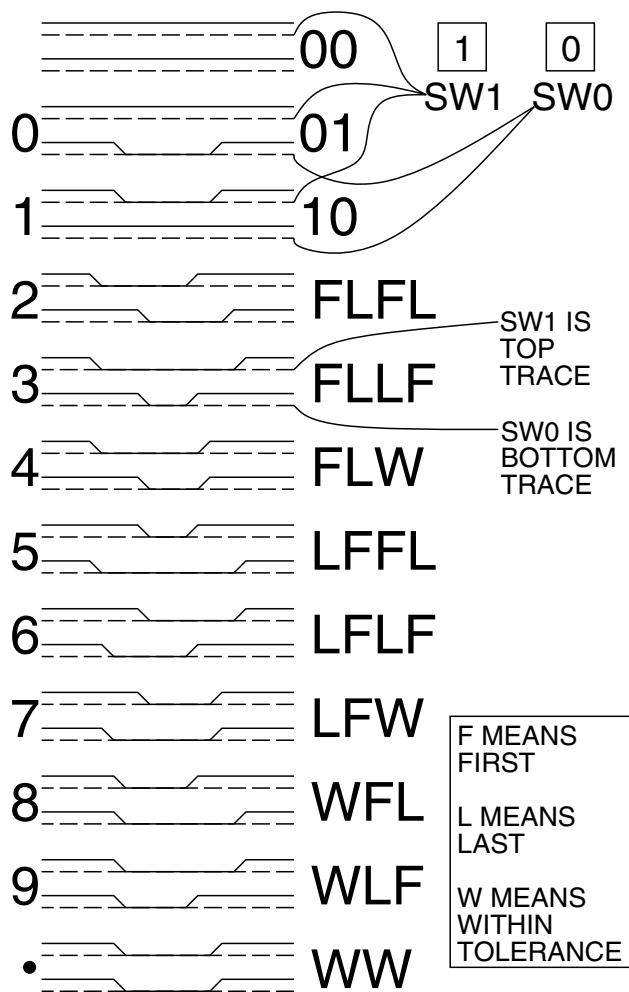 00
1 0
SW1 SW0
0 01
1 10
2 FLFL
SW1 IS
TOP
TRACE
3 FLLF
SW0 IS
BOTTOM
TRACE
4 FLW
5 LFFL
6 LFLF
7 LFW
F MEANS
FIRST
L MEANS
LAST
W MEANS
WITHIN
TOLERANCE
8 WFL
9 WLF
• WW